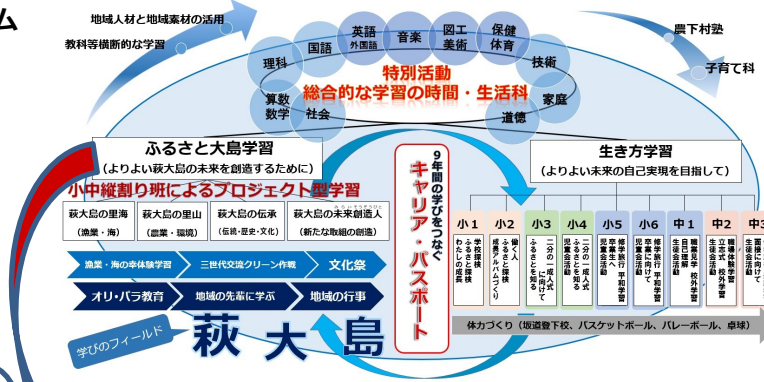 ム
地域人材と地域素材の活用
教科等横断的な学習
農下村塾
子育て科
理科
国語
英語
外国語
音楽
図工
美術
保健
体育
技術
家庭
道徳
算数
数学
社会
特別活動
総合的な学習の時間・生活科
ふるさと大島学習
（よりよい萩大島の未来を創造するために）
小中縦割り班によるプロジェクト型学習
萩大島の里海
（漁業・海）
萩大島の里山
（農業・環境）
萩大島の伝承
（伝統・歴史・文化）
萩大島の未来創造人
（新たな取組の創造）
漁業・海の幸体験学習
三世代交流クリーン作戦
文化祭
オリ・パラ教育
地域の先輩に学ぶ
地域の行事
学びのフィールド
萩大島
9年間の学びをつなぐ
キャリア・パスポート
生き方学習
（よりよい未来の自己実現を目指して）
小1
学校探検
ふるさと探検
わたしの成長
小2
働く人
ふるさと探検
成長アルバムづくり
小3
二分の一成人式
に向けて
ふるさとを知る
小4
二分の一成人式
ふるさとを知る
児童会活動
小5
修学旅行 平和学習
卒業生へ
児童会活動
小6
修学旅行 平和学習
卒業に向けて
児童会活動
中1
職業見学 校外学習
自己理解
生徒会活動
中2
職場体験学習
立志式 校外学習
生徒会活動
中3
面接に向けて
生徒会活動
体力づくり（坂道登下校、バスケットボール、バレーボール、卓球）